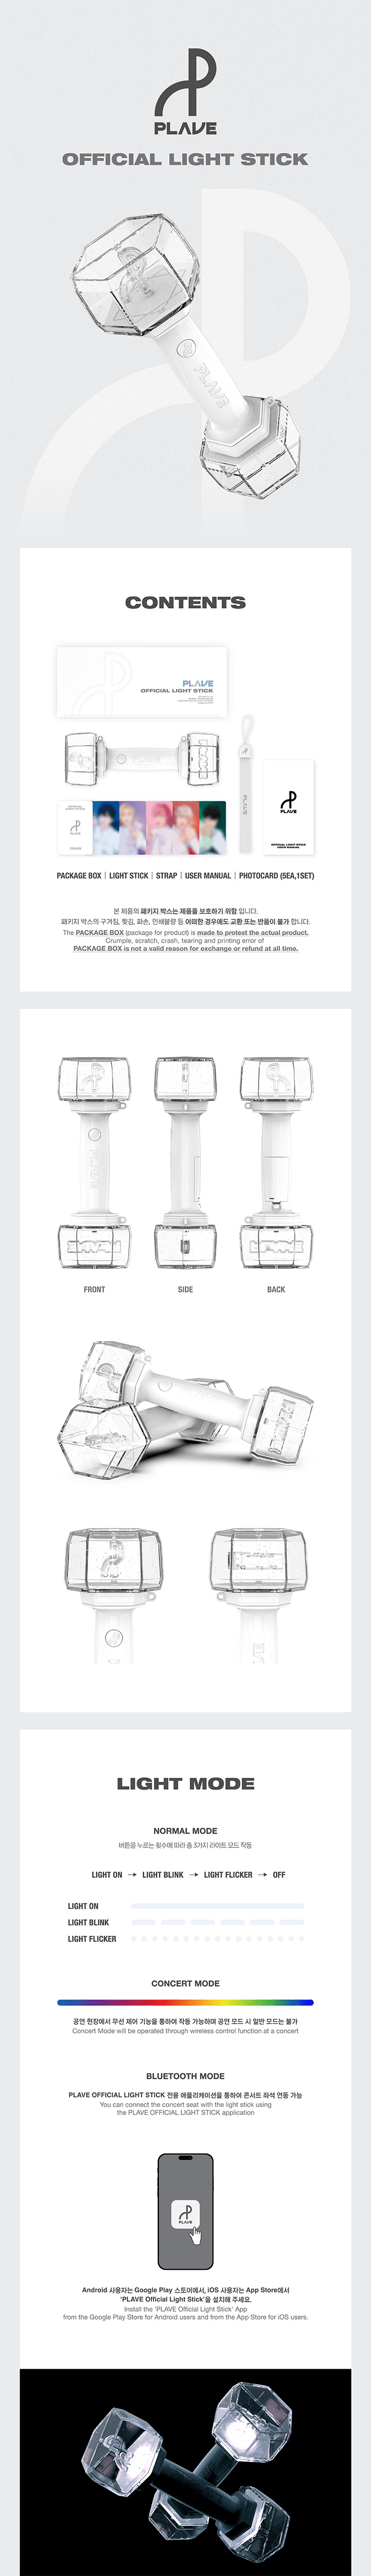 PLAVE
OFFICIAL LIGHT STICK
PLAVE
CONTENTS
PLAVE
OFFICIAL LIGHT STICK
PLAVE
PLAVE
PLAVE
OFFICIAL LIGHT STICK
USER MANUAL
PACKAGE BOX | LIGHT STICK | STRAP | USER MANUAL | PHOTOCARD (5EA,1SET)
본 제품의 패키지 박스는 제품을 보호하기 위함 입니다.
패키지 박스의 구겨짐, 찢김, 파손, 인쇄불량 등 어떠한 경우에도 교환 또는 반품이 불가 합니다.
The PACKAGE BOX (package for product) is made to protest the actual product.
Crumple, scratch, crash, tearing and printing error of
PACKAGE BOX is not a valid reason for exchange or refund at all time.
FRONT
SIDE
BACK
LIGHT MODE
NORMAL MODE
버튼을 누르는 횟수에 따라 총 3가지 라이트 모드 작동
LIGHT ON → LIGHT BLINK → LIGHT FLICKER → OFF
LIGHT ON
LIGHT BLINK
LIGHT FLICKER
CONCERT MODE
공연 현장에서 무선 제어 기능을 통하여 작동 가능하며 공연 모드 시 일반 모드는 불가
Concert Mode will be operated through wireless control function at a concert
BLUETOOTH MODE
PLAVE OFFICIAL LIGHT STICK 전용 애플리케이션을 통하여 콘서트 좌석 연동 가능
You can connect the concert seat with the light stick using
the PLAVE OFFICIAL LIGHT STICK application
PLAVE
Android 사용자는 Google Play 스토어에서, iOS 사용자는 App Store에서
'PLAVE Official Light Stick'을 설치해 주세요.
Install the 'PLAVE Official Light Stick' App
from the Google Play Store for Android users and from the App Store for iOS users.